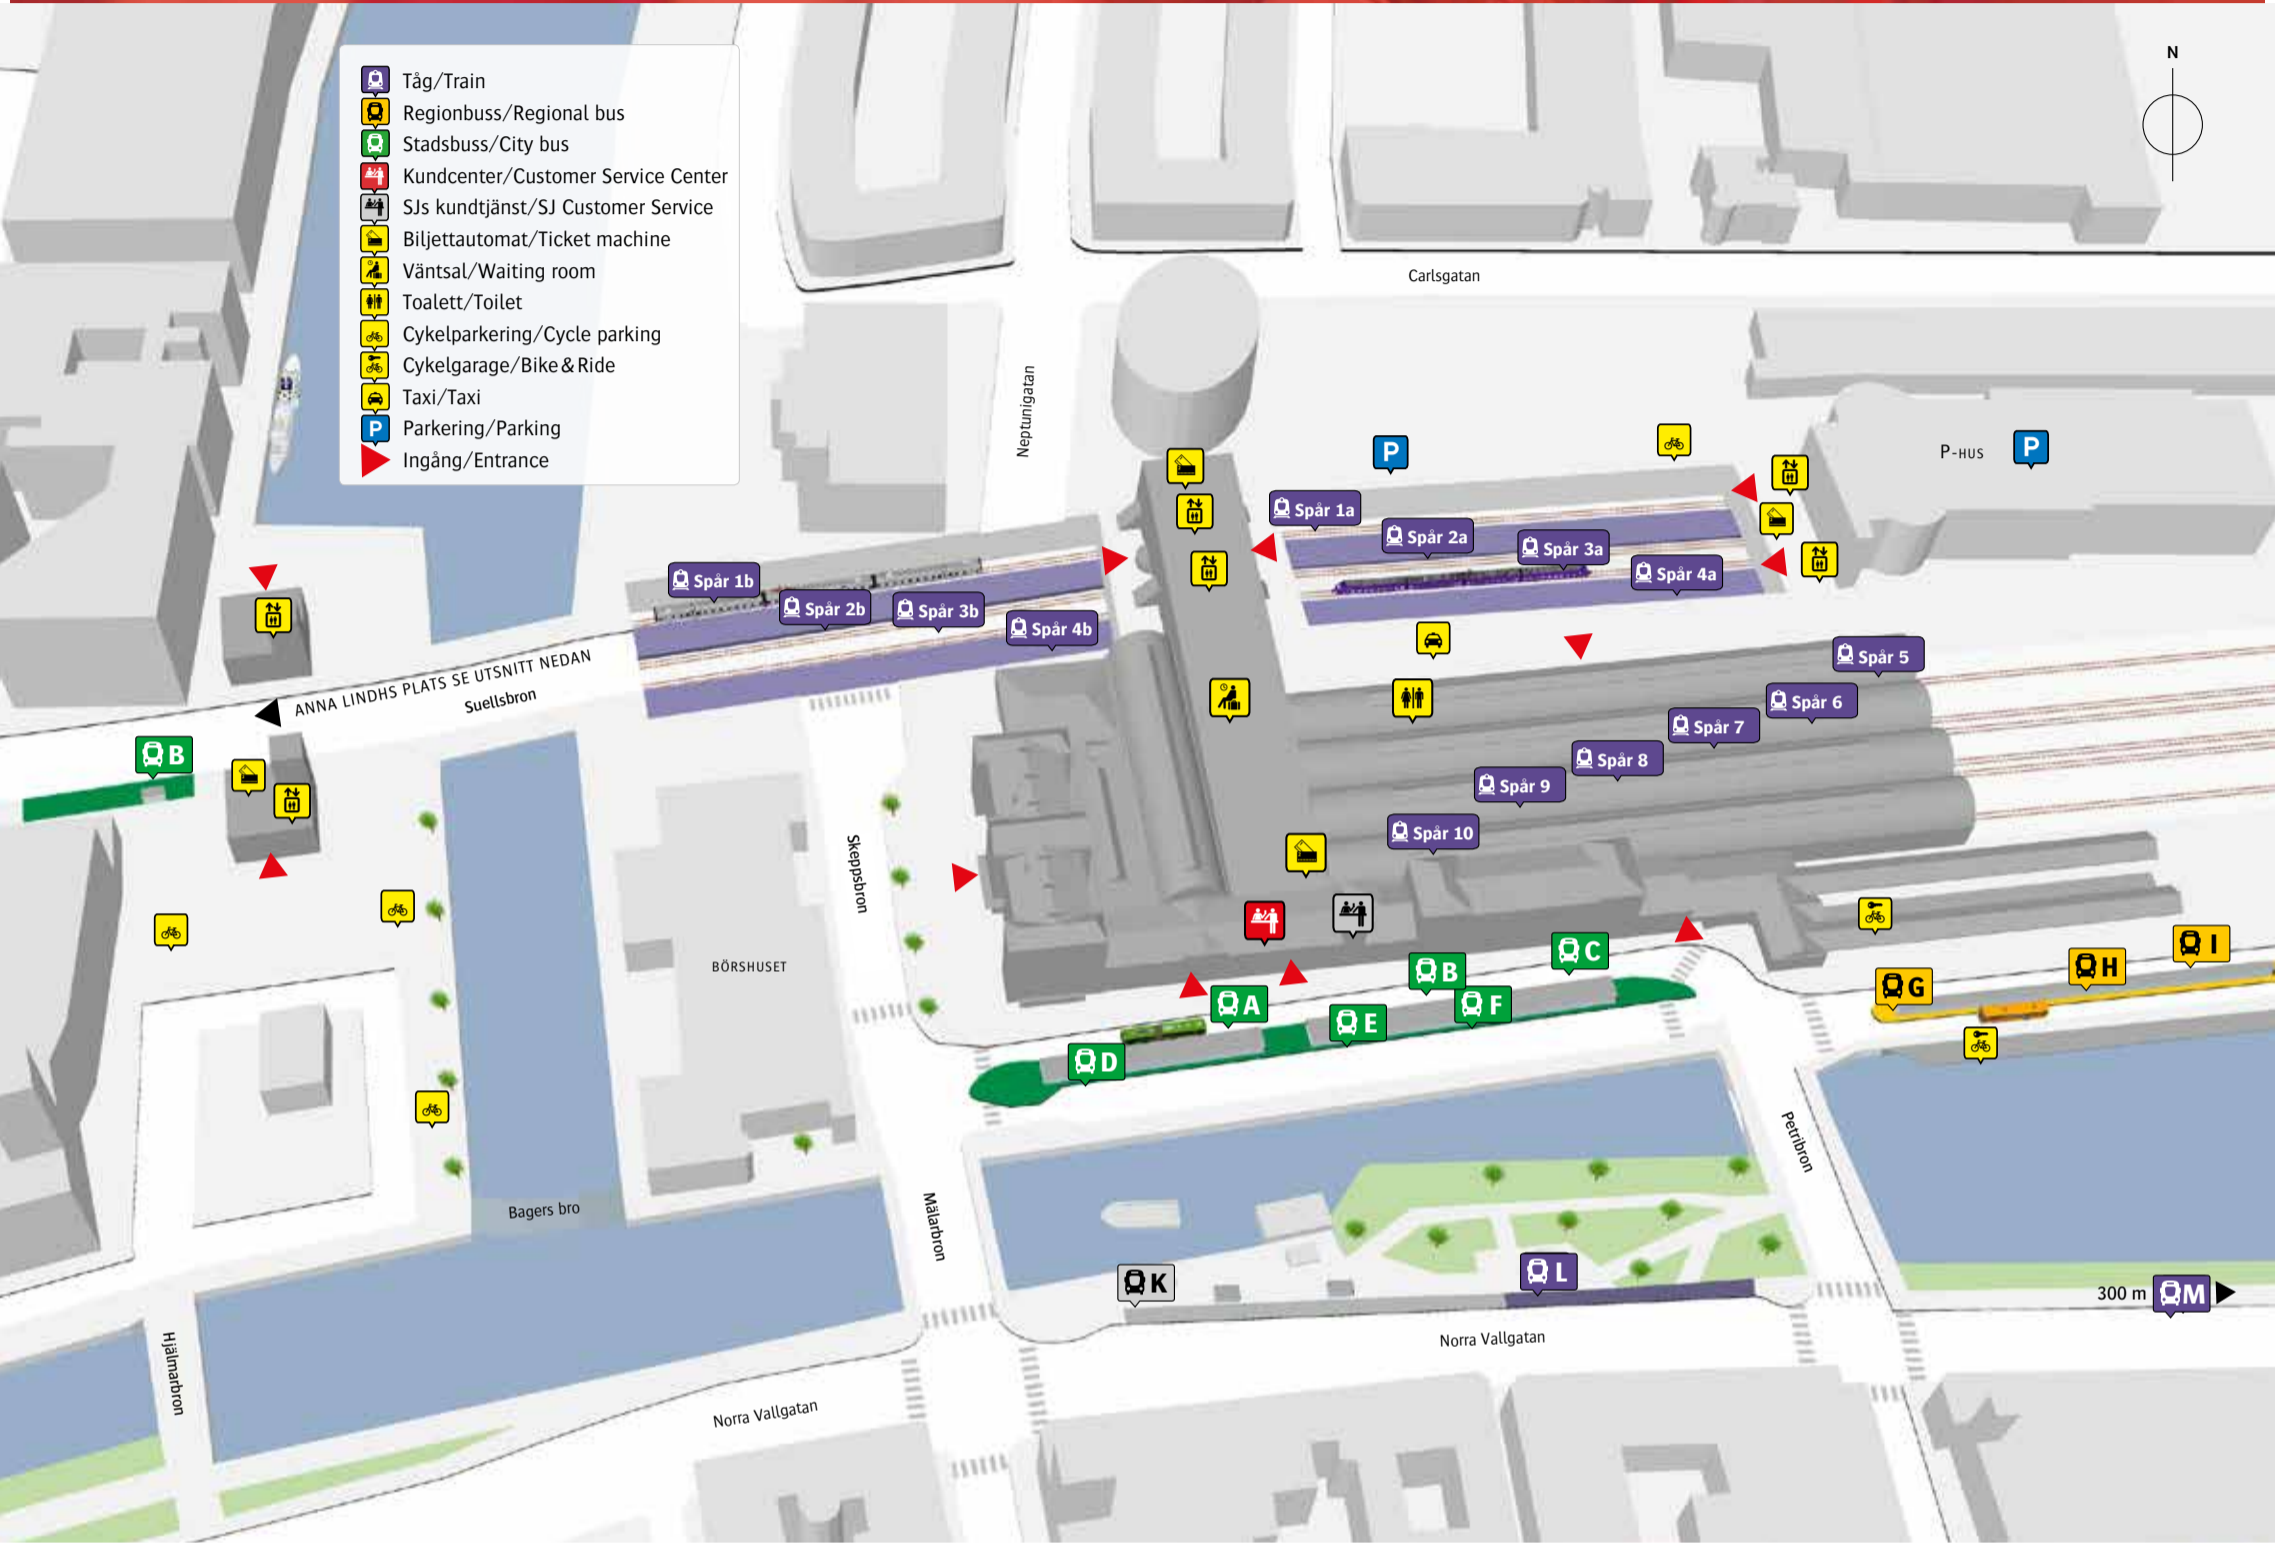 N
Tåg/Train
Regionbuss/Regional bus
Stadsbuss/City bus
Kundcenter/Customer Service Center
SJs kundtjänst/SJ Customer Service
Biljettautomat/Ticket machine
Väntsal/Waiting room
Toalett/Toilet
Cykelparkering/Cycle parking
Cykelgarage/Bike&Ride
Taxi/Taxi
P Parkering/Parking
Ingång/Entrance
Carlsgatan
Neptunigatan
P
P-HUS
P
Spår 1a
Spår 2a
Spår 3a
Spår 4a
Spår 1b
Spår 2b
Spår 3b
Spår 4b
ANNA LINDHS PLATS SE UTSNITT NEDAN
Suellsbron
B
Spår 5
Spår 6
Spår 7
Spår 8
Spår 9
Spår 10
Skeppsbron
BÖRSHUSET
A
B
C
D
E
F
G
H
I
Petribron
Mälarbron
Bagers bro
K
L
300 m
M
Hjälmarbron
Norra Vallgatan
Norra Vallgatan